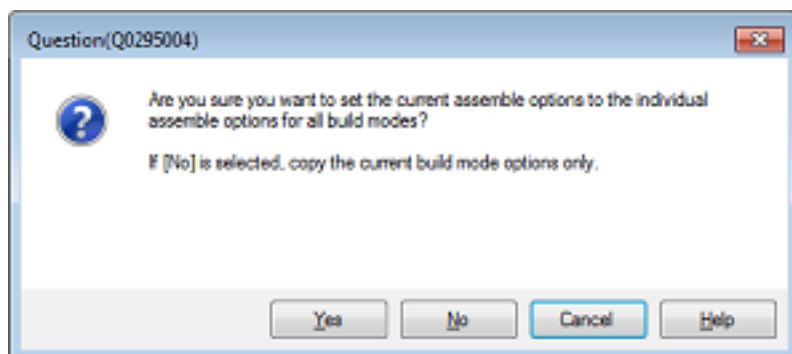 Question(Q0295004)
Are you sure you want to set the current assemble options to the individual
assemble options for all build modes?
If [No] is selected, copy the current build mode options only.
Yes No Cancel Help